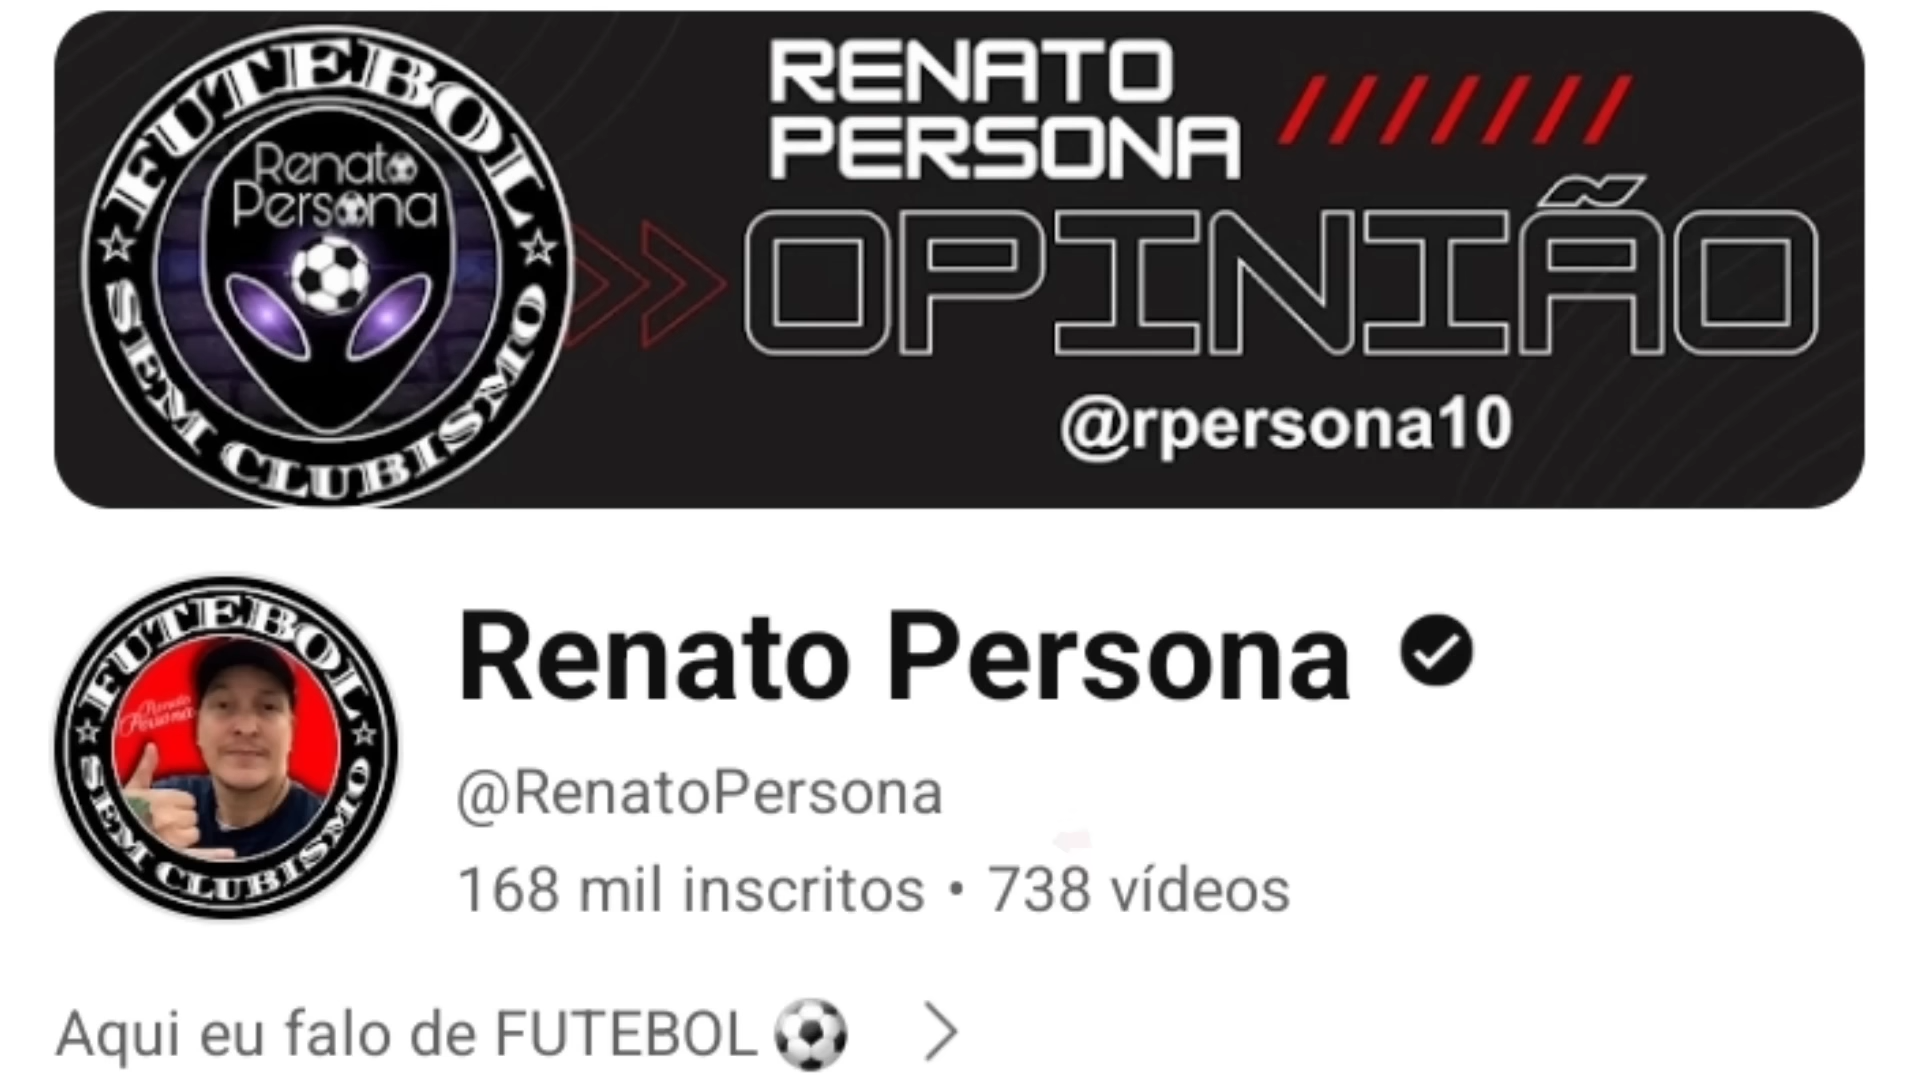 FUTEBOL
Renato
Persona
SEM CLUBISMO
RENATO
PERSONA
OPINIÃO
@rpersona10
FUTEBOL
Renato
Persona
SEM CLUBISMO
Renato Persona
@RenatoPersona
168 mil inscritos • 738 vídeos
Aqui eu falo de FUTEBOL ⚽ >